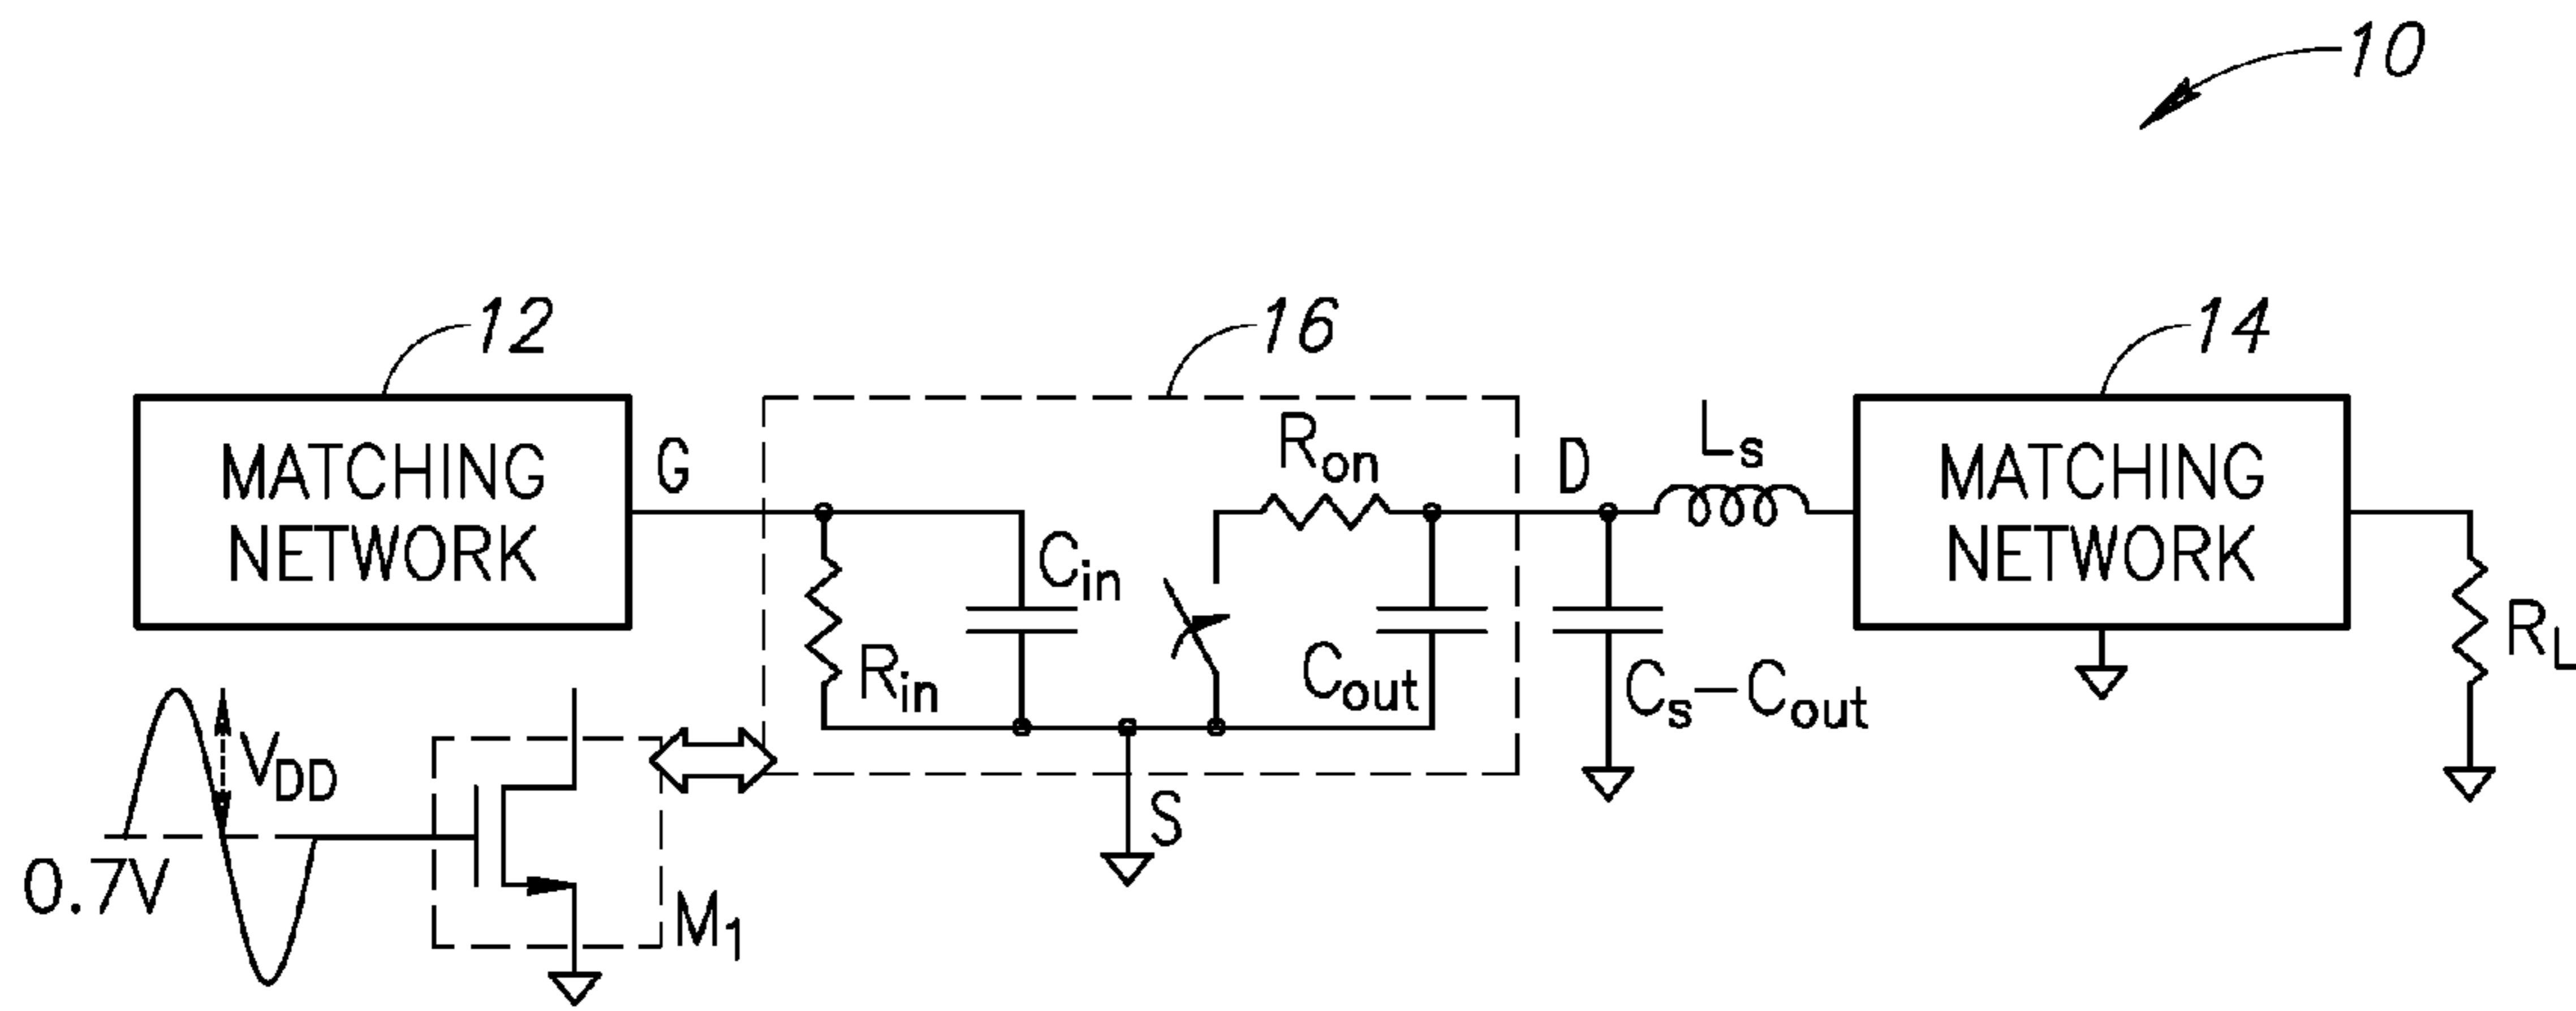 10
12
16
14
MATCHING
NETWORK
G
Rin
Cin
Ron
Cout
D
Ls
Cs–Cout
MATCHING
NETWORK
RL
VDD
0.7V
M1
S